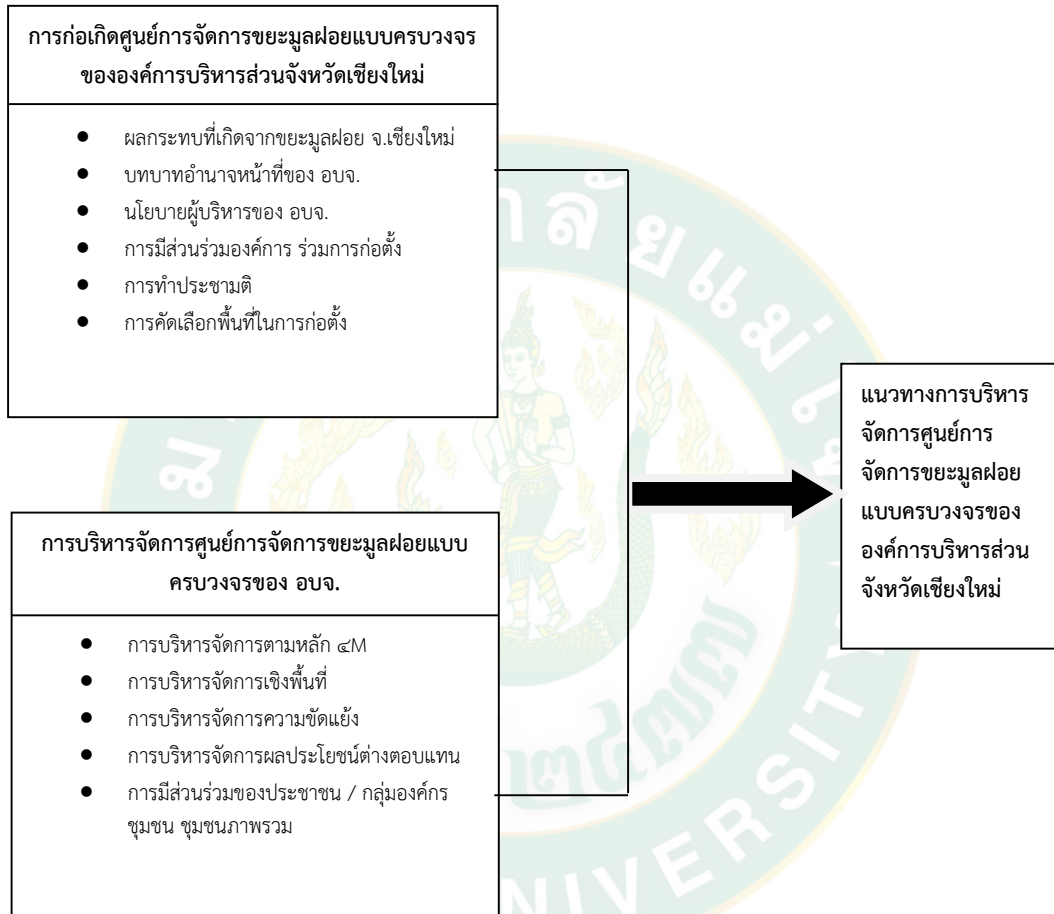 การก่อเกิดศูนย์การจัดการขยะมูลฝอยแบบครบวงจร
ขององค์การบริหารส่วนจังหวัดเชียงใหม่
● ผลกระทบที่เกิดจากขยะมูลฝอย จ.เชียงใหม่
● บทบาทอำนาจหน้าที่ของ อบจ.
● นโยบายผู้บริหารของ อบจ.
● การมีส่วนร่วมองค์การ ร่วมการก่อตั้ง
● การทำประชามติ
● การคัดเลือกพื้นที่ในการก่อตั้ง
การบริหารจัดการศูนย์การจัดการขยะมูลฝอยแบบ
ครบวงจรของ อบจ.
● การบริหารจัดการตามหลัก ๔M
● การบริหารจัดการเชิงพื้นที่
● การบริหารจัดการความขัดแย้ง
● การบริหารจัดการผลประโยชน์ต่างตอบแทน
● การมีส่วนร่วมของประชาชน / กลุ่มองค์กร
ชุมชน ชุมชนภาพรวม
แนวทางการบริหาร
จัดการศูนย์การ
จัดการขยะมูลฝอย
แบบครบวงจรของ
องค์การบริหารส่วน
จังหวัดเชียงใหม่